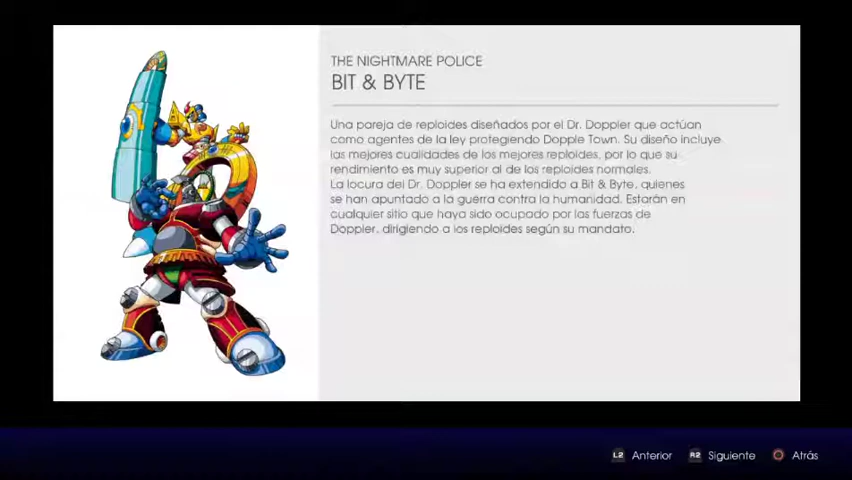 THE NIGHTMARE POLICE
BIT & BYTE
Una pareja de reploides diseñados por el Dr. Doppler que actúan
como agentes de la ley protegiendo Dopple Town. Su diseño incluye
las mejores cualidades de los mejores reploides, por lo que su
rendimiento es muy superior al de los reploides normales.
La locura del Dr. Doppler se ha extendido a Bit & Byte, quienes
se han apuntado a la guerra contra la humanidad. Estarán en
cualquier sitio que haya sido ocupado por las fuerzas de
Doppler, dirigiendo a los reploides según su mandato.
L2 Anterior R2 Siguiente Atrás